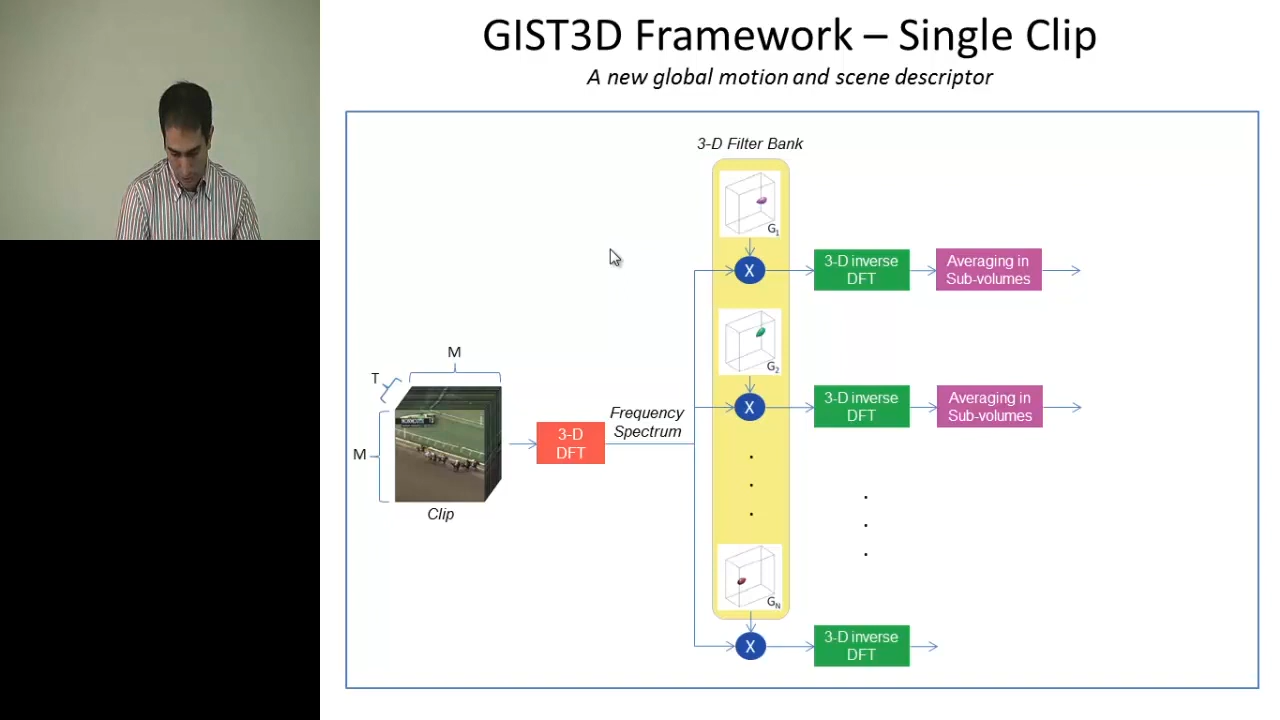 GIST3D Framework – Single Clip
A new global motion and scene descriptor
3-D Filter Bank
G1
X
3-D inverse
DFT
Averaging in
Sub-volumes
G2
X
3-D inverse
DFT
Averaging in
Sub-volumes
M
T
M
Clip
3-D
DFT
Frequency
Spectrum
GN
X
3-D inverse
DFT